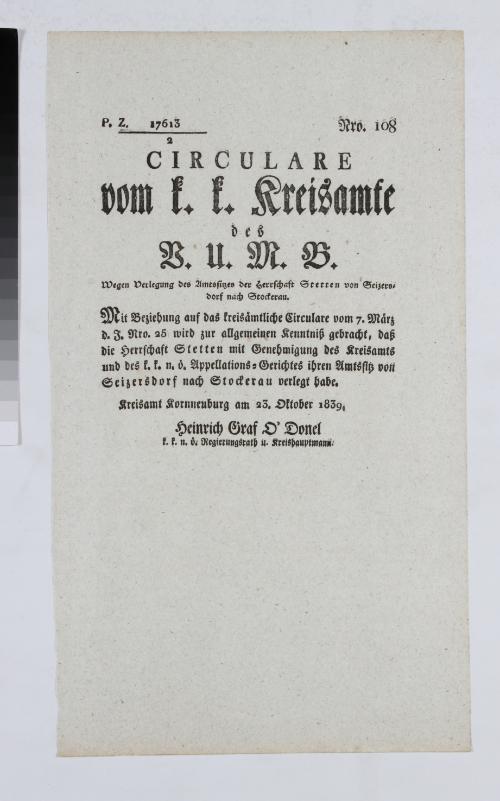 P. Z. 17613 Nro. 108
2
CIRCULARE
vom k. k. Kreisamte
des
V. U. M. B.
Wegen Verlegung des Amtssitzes der Herrschaft Stetten von Seizers-
dorf nach Stockerau.
Mit Beziehung auf das kreisämtliche Circulare vom 7. März
d. J. Nro. 25 wird zur allgemeinen Kenntniß gebracht, daß
die Herrschaft Stetten mit Genehmigung des Kreisamts
und des k. k. n. ö. Appellations-Gerichtes ihren Amtssitz von
Seizersdorf nach Stockerau verlegt habe.
Kreisamt Kornneuburg am 23. Oktober 1839.
Heinrich Graf O' Donel
k. k. n. ö. Regierungsrath u. Kreishauptmann.